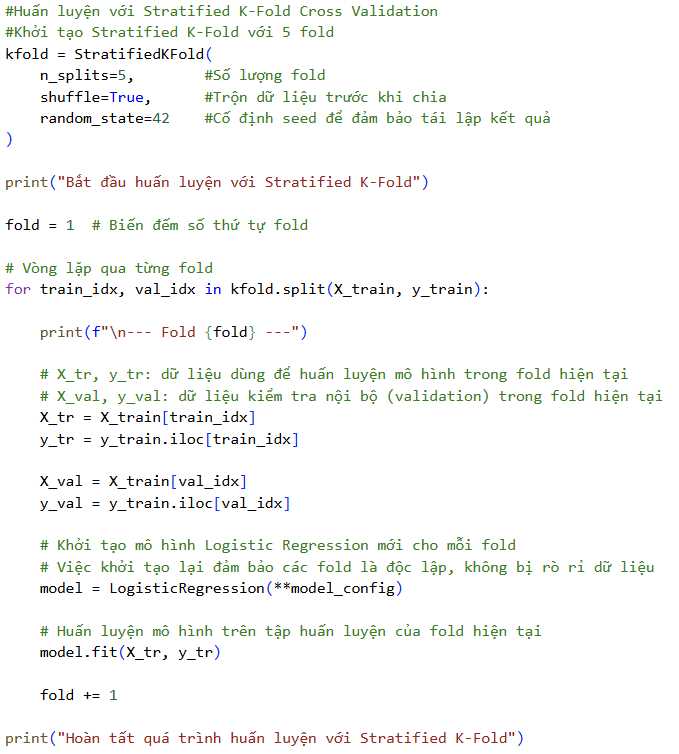 #Huấn luyện với Stratified K-Fold Cross Validation
#Khởi tạo Stratified K-Fold với 5 fold
kfold = StratifiedKFold(
    n_splits=5,        #Số lượng fold
    shuffle=True,      #Trộn dữ liệu trước khi chia
    random_state=42    #Cố định seed để đảm bảo tái lập kết quả
)

print("Bắt đầu huấn luyện với Stratified K-Fold")

fold = 1  # Biến đếm số thứ tự fold

# Vòng lặp qua từng fold
for train_idx, val_idx in kfold.split(X_train, y_train):

    print(f"\n--- Fold {fold} ---")

    # X_tr, y_tr: dữ liệu dùng để huấn luyện mô hình trong fold hiện tại
    # X_val, y_val: dữ liệu kiểm tra nội bộ (validation) trong fold hiện tại
    X_tr = X_train[train_idx]
    y_tr = y_train.iloc[train_idx]

    X_val = X_train[val_idx]
    y_val = y_train.iloc[val_idx]

    # Khởi tạo mô hình Logistic Regression mới cho mỗi fold
    # Việc khởi tạo lại đảm bảo các fold là độc lập, không bị rò rỉ dữ liệu
    model = LogisticRegression(**model_config)

    # Huấn luyện mô hình trên tập huấn luyện của fold hiện tại
    model.fit(X_tr, y_tr)

    fold += 1

print("Hoàn tất quá trình huấn luyện với Stratified K-Fold")